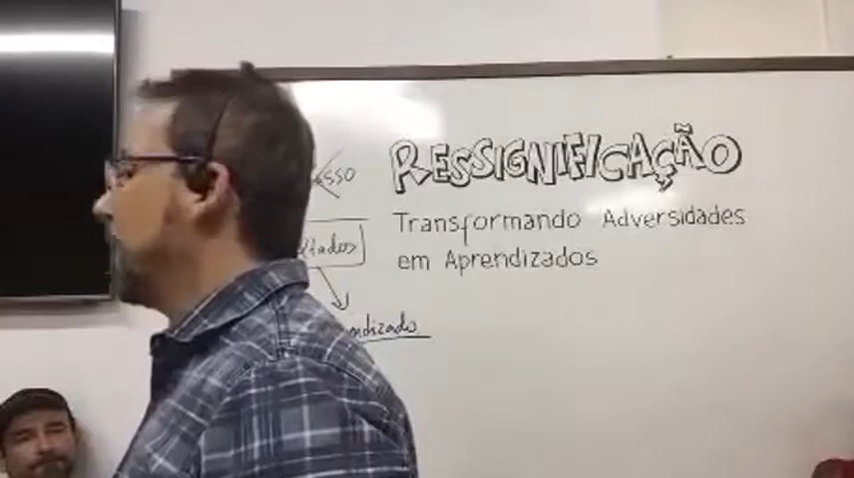 RESSIGNIFICAÇÃO
Transformando Adversidades
em Aprendizados